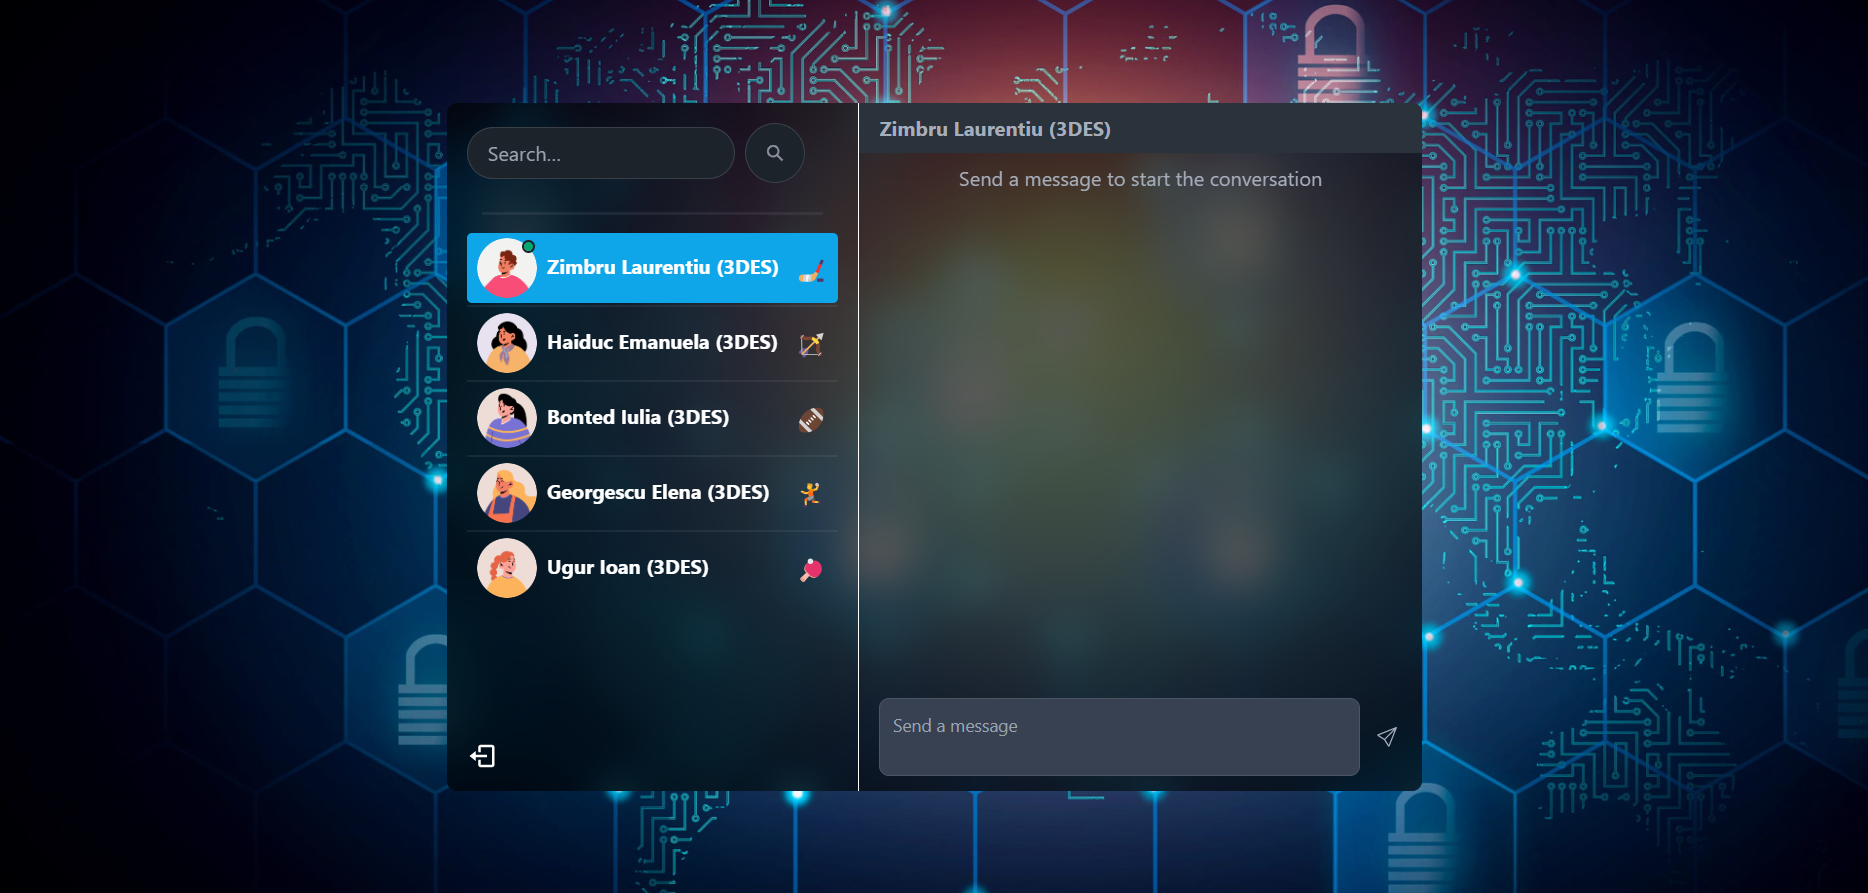 Search...
Zimbru Laurentiu (3DES)
Haiduc Emanuela (3DES)
Bonted Iulia (3DES)
Georgescu Elena (3DES)
Ugur Ioan (3DES)
Zimbru Laurentiu (3DES)
Send a message to start the conversation
Send a message